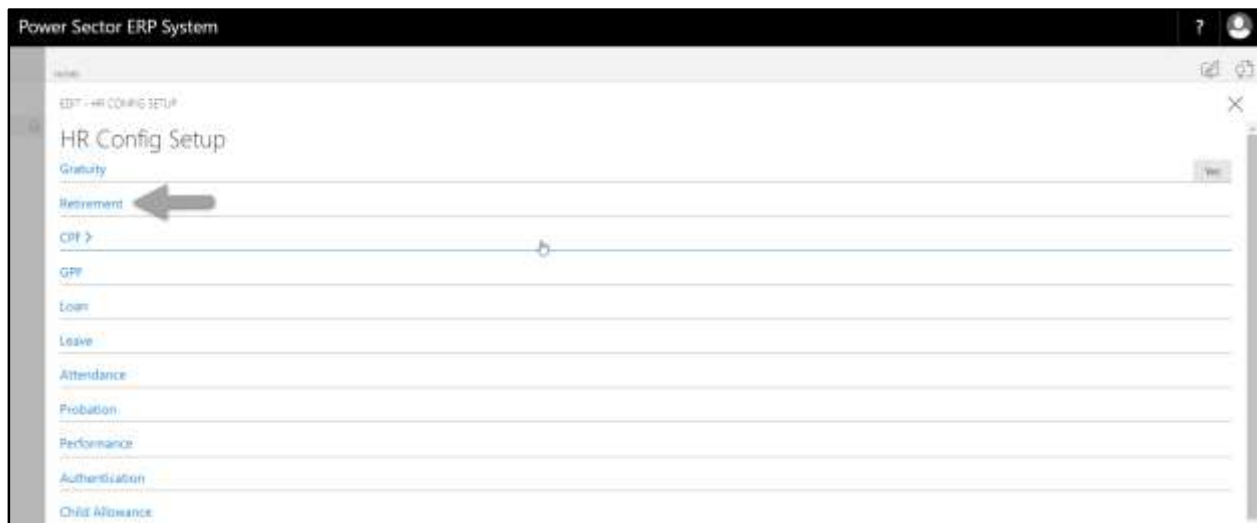 Power Sector ERP System ?
HOME
EDIT - HR CONFIG SETUP
HR Config Setup
Gratuity Yes
Retirement
CPF >
GPF
Loan
Leave
Attendance
Probation
Performance
Authentication
Child Allowance